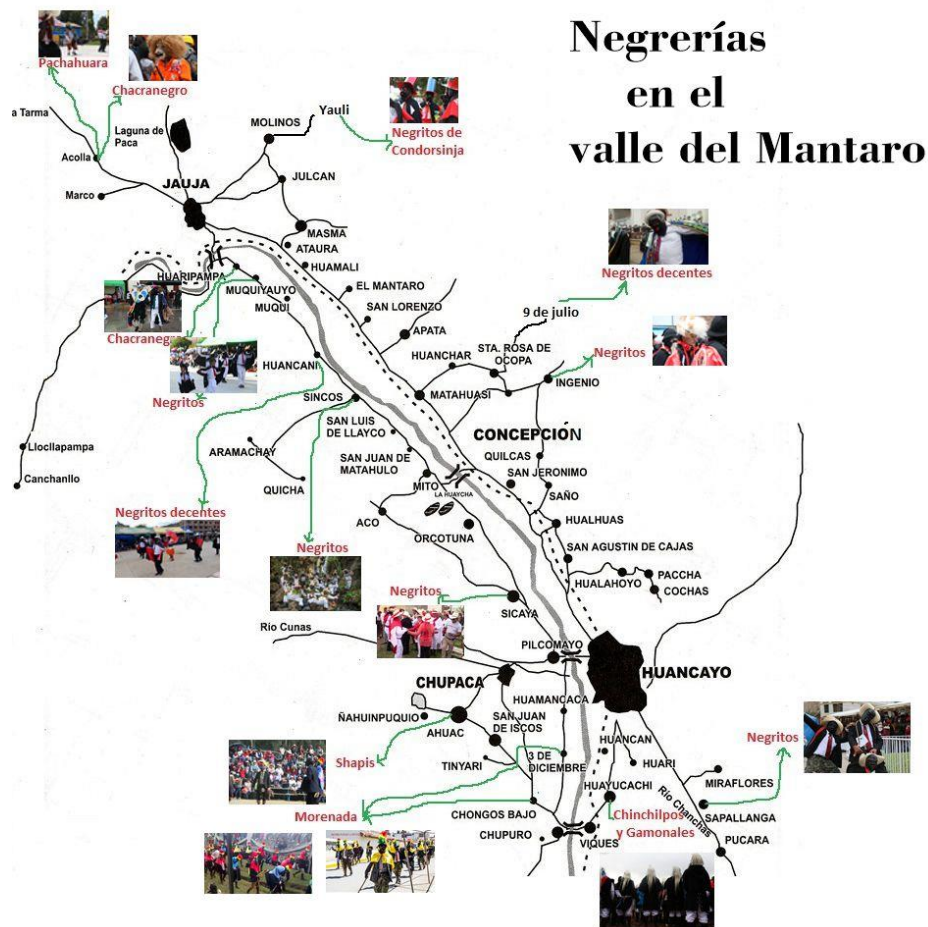 Negrerías
en el
valle del Mantaro
Pachahuara
Chacranegro
a Tarma
Laguna de
Paca
MOLINOS
Yauli
Negritos de
Condorsinja
Acolla
JAUJA
JULCAN
Marco
MASMA
ATAURA
HUAMALI
HUARIPAMPA
MUQUIYAUYO
MUQUI
EL MANTARO
SAN LORENZO
Negritos decentes
9 de julio
APATA
Chacranegro
HUANCHAR
STA. ROSA DE
OCOPA
Negritos
HUANCANI
INGENIO
Negritos
SINCOS
MATAHUASI
SAN LUIS
DE LLAYCO
CONCEPCIÓN
ARAMACHAY
QUILCAS
Llocllapampa
SAN JUAN DE
MATAHULO
SAN JERONIMO
Canchanllo
QUICHA
MITO
LA HUAYCHA
SAÑO
Negritos decentes
ACO
ORCOTUNA
HUALHUAS
Negritos
SAN AGUSTIN DE CAJAS
HUALAHOYO
PACCHA
COCHAS
Negritos
SICAYA
Río Cunas
PILCOMAYO
CHUPACA
HUANCAYO
HUAMANCACA
ÑAHUINPUQUIO
AHUAC
SAN JUAN
DE ISCOS
HUANCAN
Negritos
Shapis
TINYARI
3 DE
DICIEMBRE
HUARI
MIRAFLORES
HUAYUCACHI
Río Chanchas
Morenada
CHONGOS BAJO
Chinchilpos
y Gamonales
SAPALLANGA
CHUPURO
VIQUES
PUCARA